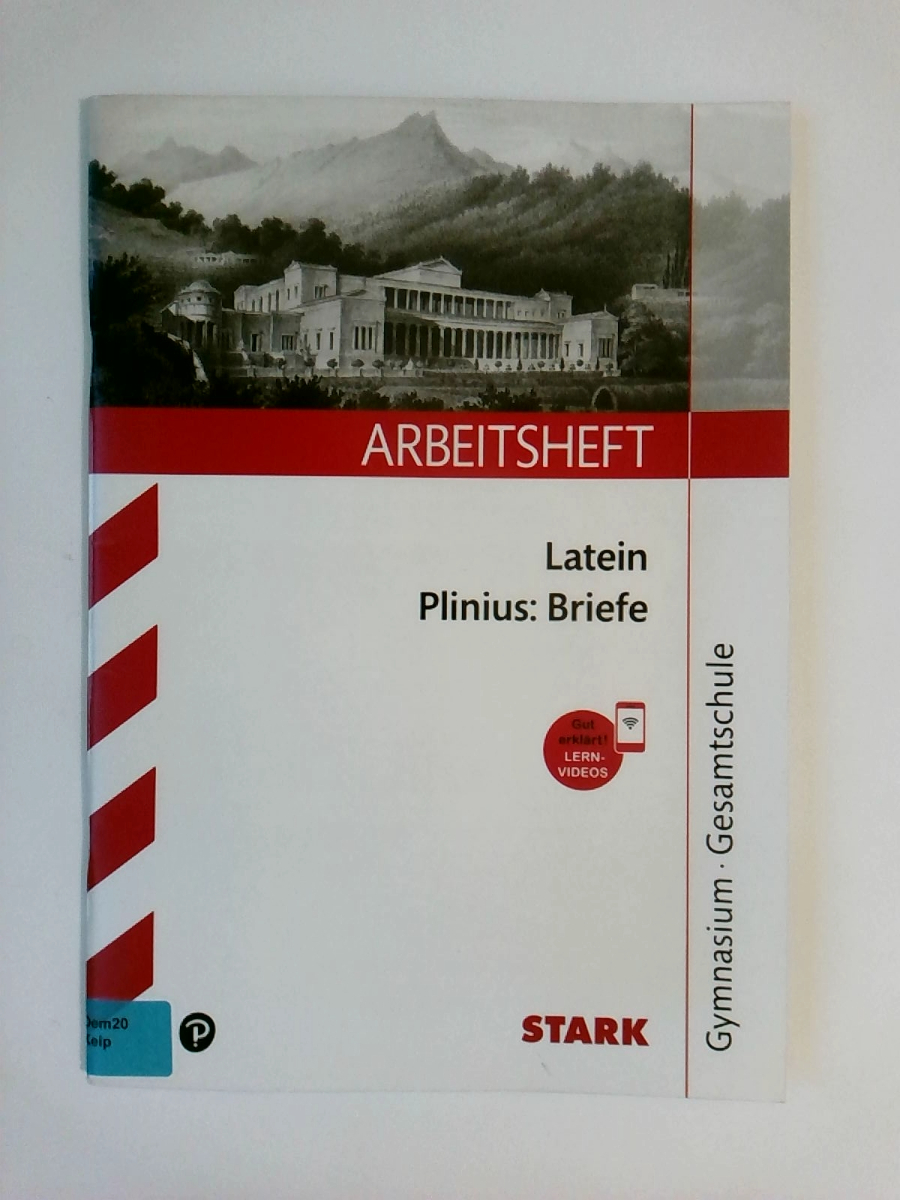 ARBEITSHEFT
Latein
Plinius: Briefe
Gut
erklärt!
LERN-
VIDEOS
Gymnasium · Gesamtschule
STARK